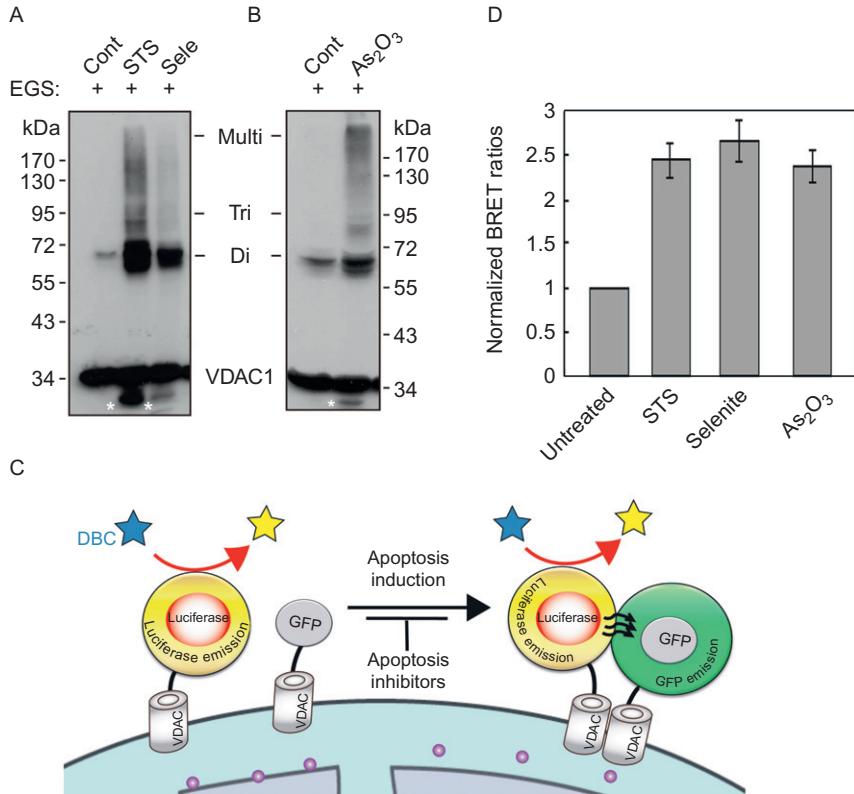 A
Cont
STS
Sele
EGS: + + +
kDa
170
130
95
72
55
43
34
* *
Multi
Tri
Di
VDAC1
B
Cont
As₂O₃
+ +
kDa
170
130
95
72
55
43
34
*
D
Normalized BRET ratios
3
2.5
2
1.5
1
0.5
0
Untreated
STS
Selenite
As₂O₃
C
DBC
Luciferase
Luciferase emission
GFP
VDAC
VDAC
Apoptosis
induction
Apoptosis
inhibitors
Luciferase emission
Luciferase
GFP
GFP emission
VDAC
VDAC